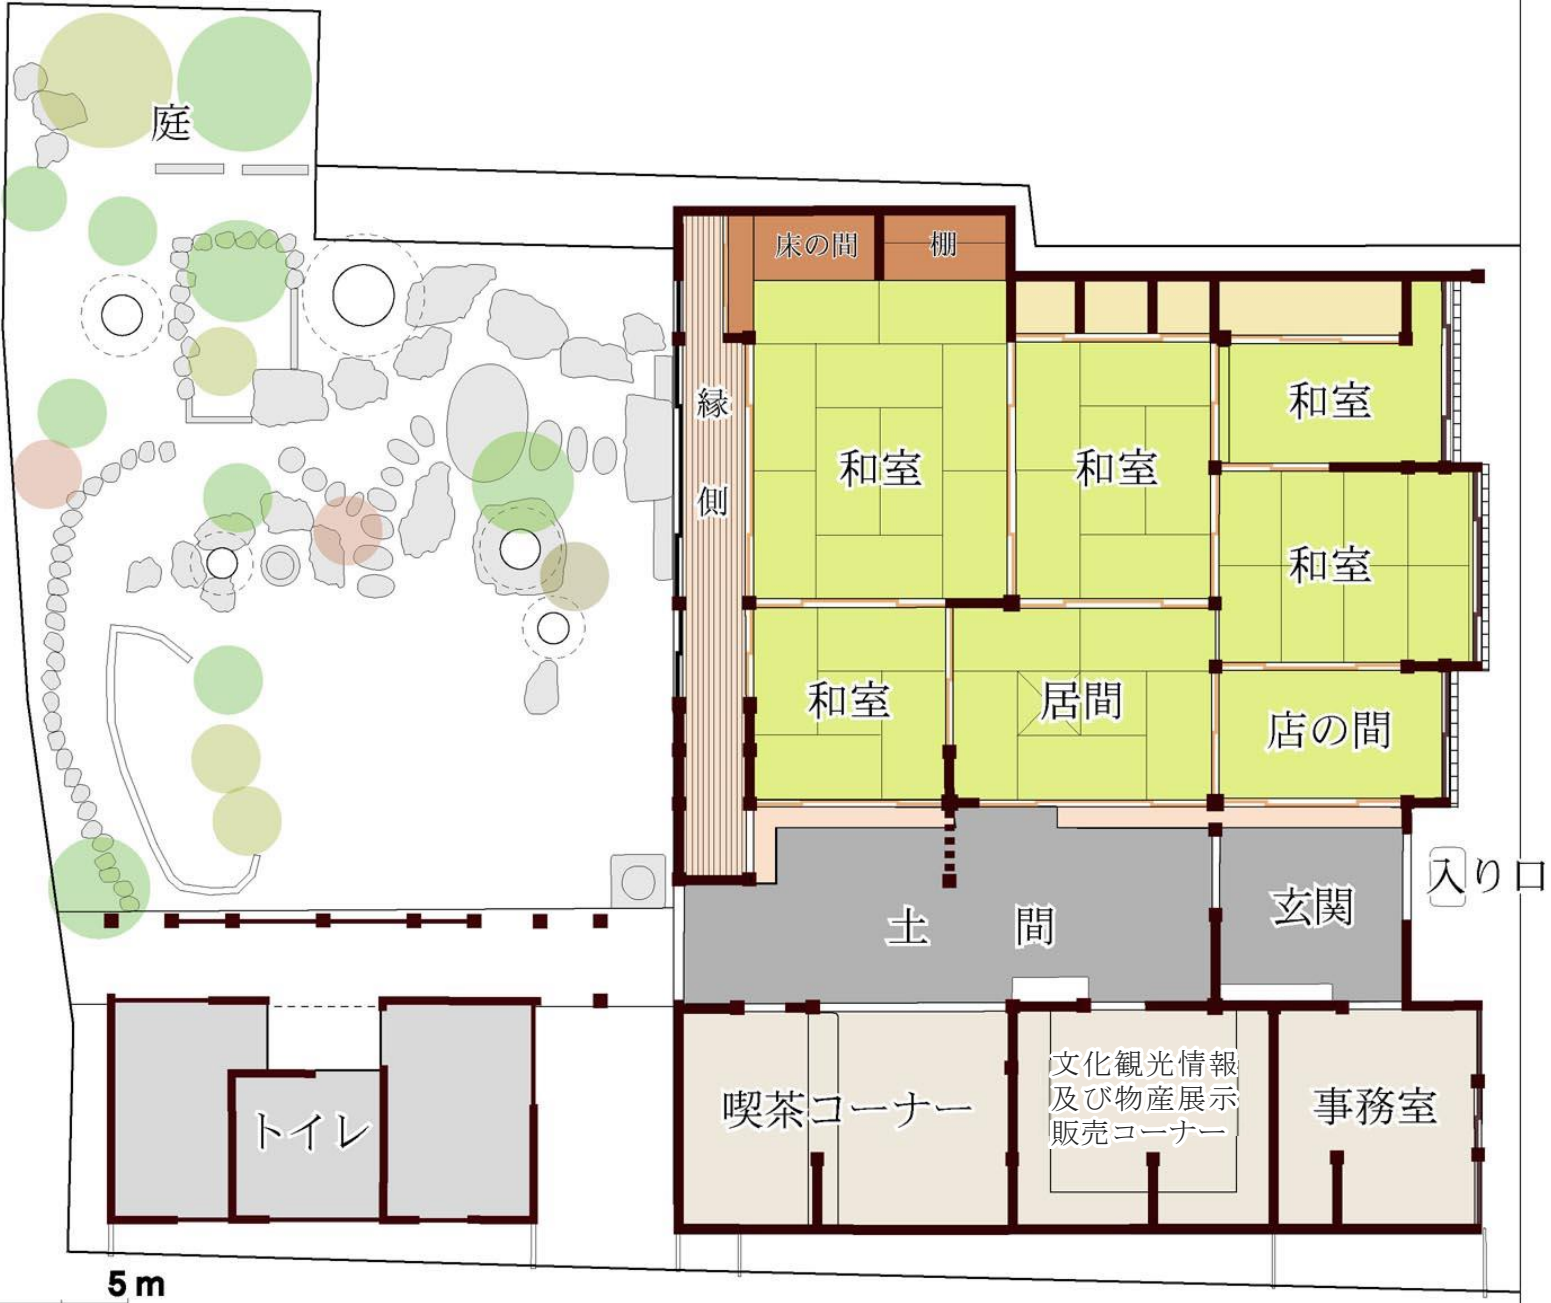 庭
床の間
棚
縁側
和室
和室
和室
和室
和室
居間
店の間
入り口
土間
玄関
喫茶コーナー
文化観光情報
及び物産展示
販売コーナー
事務室
トイレ
5 m